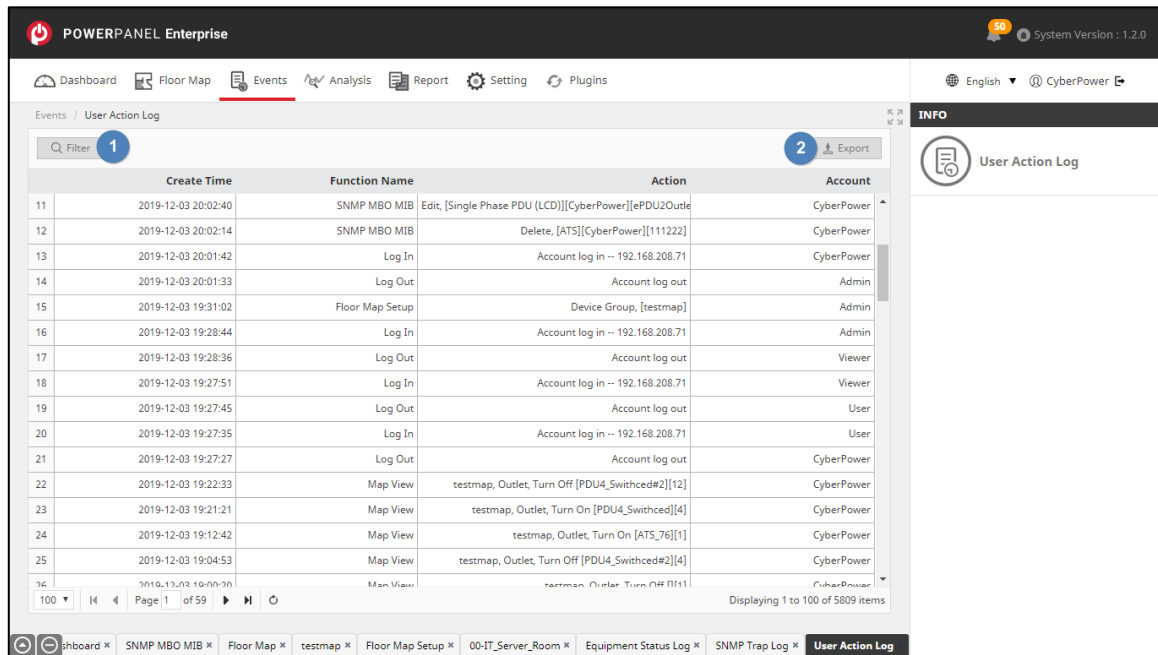 POWERPANEL Enterprise
50
System Version : 1.2.0
Dashboard Floor Map Events Analysis Report Setting Plugins
English ▼ CyberPower
Events / User Action Log
INFO
Filter 1
2 Export
User Action Log
Create Time Function Name Action Account
11 2019-12-03 20:02:40 SNMP MBO MIB Edit, [Single Phase PDU (LCD)][CyberPower][ePDU2Outle CyberPower
12 2019-12-03 20:02:14 SNMP MBO MIB Delete, [ATS][CyberPower][111222] CyberPower
13 2019-12-03 20:01:42 Log In Account log in -- 192.168.208.71 CyberPower
14 2019-12-03 20:01:33 Log Out Account log out Admin
15 2019-12-03 19:31:02 Floor Map Setup Device Group, [testmap] Admin
16 2019-12-03 19:28:44 Log In Account log in -- 192.168.208.71 Admin
17 2019-12-03 19:28:36 Log Out Account log out Viewer
18 2019-12-03 19:27:51 Log In Account log in -- 192.168.208.71 Viewer
19 2019-12-03 19:27:45 Log Out Account log out User
20 2019-12-03 19:27:35 Log In Account log in -- 192.168.208.71 User
21 2019-12-03 19:27:27 Log Out Account log out CyberPower
22 2019-12-03 19:22:33 Map View testmap, Outlet, Turn Off [PDU4_Swithced#2][12] CyberPower
23 2019-12-03 19:21:21 Map View testmap, Outlet, Turn On [PDU4_Swithced][4] CyberPower
24 2019-12-03 19:12:42 Map View testmap, Outlet, Turn On [ATS_76][1] CyberPower
25 2019-12-03 19:04:53 Map View testmap, Outlet, Turn Off [PDU4_Swithced#2][4] CyberPower
26 2019-12-03 19:00:20 Map View testmap, Outlet, Turn Off [][1] CyberPower
100 ▼ Page 1 of 59 Displaying 1 to 100 of 5809 items
shboard × SNMP MBO MIB × Floor Map × testmap × Floor Map Setup × 00-IT_Server_Room × Equipment Status Log × SNMP Trap Log × User Action Log